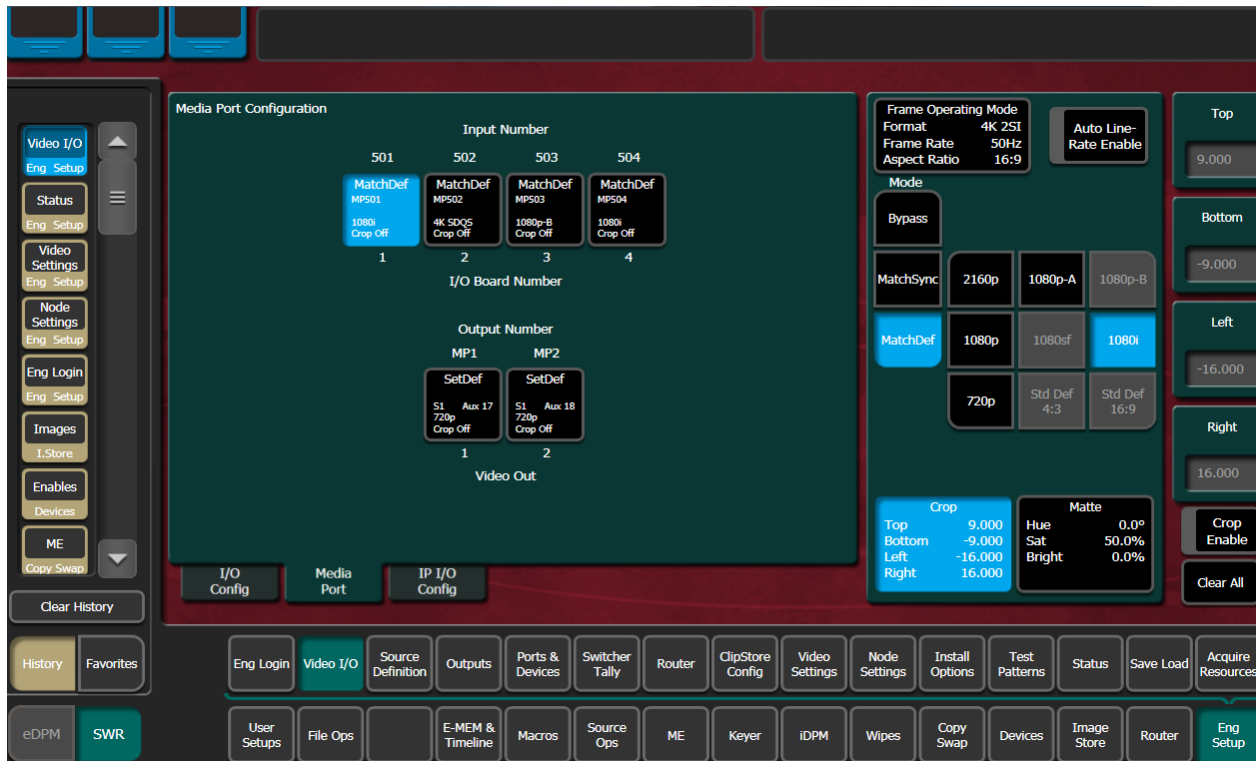 Media Port Configuration
Input Number
501 502 503 504
MatchDef
MP501
1080i
Crop Off
MatchDef
MP502
4K SDQS
Crop Off
MatchDef
MP503
1080p-B
Crop Off
MatchDef
MP504
1080i
Crop Off
1 2 3 4
I/O Board Number
Output Number
MP1 MP2
SetDef
S1 Aux 17
720p
Crop Off
SetDef
S1 Aux 18
720p
Crop Off
1 2
Video Out
I/O
Config
Media
Port
IP I/O
Config
Video I/O
Eng Setup
Status
Eng Setup
Video
Settings
Eng Setup
Node
Settings
Eng Setup
Eng Login
Eng Setup
Images
I.Store
Enables
Devices
ME
Copy Swap
Clear History
History
Favorites
eDPM
SWR
Frame Operating Mode
Format 4K 2SI
Frame Rate 50Hz
Aspect Ratio 16:9
Auto Line-
Rate Enable
Mode
Bypass
MatchSync
2160p
1080p-A
1080p-B
MatchDef
1080p
1080sf
1080i
720p
Std Def
4:3
Std Def
16:9
Crop
Top 9.000
Bottom -9.000
Left -16.000
Right 16.000
Matte
Hue 0.0º
Sat 50.0%
Bright 0.0%
Top
9.000
Bottom
-9.000
Left
-16.000
Right
16.000
Crop
Enable
Clear All
Eng Login
Video I/O
Source
Definition
Outputs
Ports &
Devices
Switcher
Tally
Router
ClipStore
Config
Video
Settings
Node
Settings
Install
Options
Test
Patterns
Status
Save Load
Acquire
Resources
User
Setups
File Ops
E-MEM &
Timeline
Macros
Source
Ops
ME
Keyer
iDPM
Wipes
Copy
Swap
Devices
Image
Store
Router
Eng
Setup